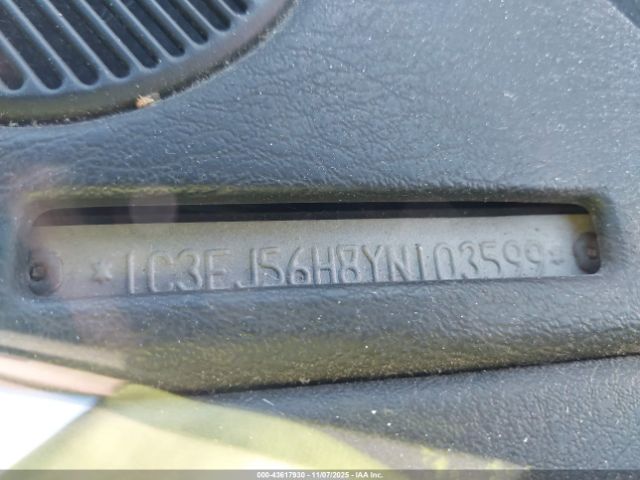 *1C3EJ56H8YN103599*
000-43617930 - 11/07/2025 - IAA Inc.